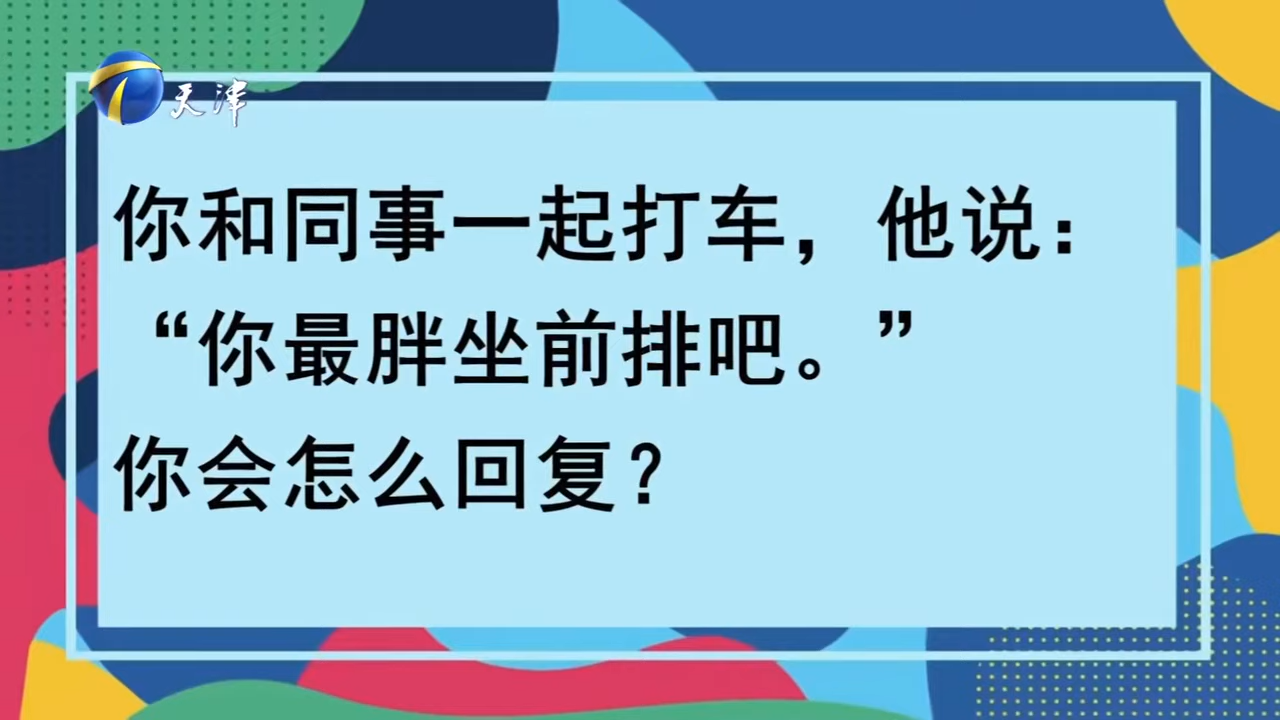 天津
你和同事一起打车，他说：
“你最胖坐前排吧。”
你会怎么回复？